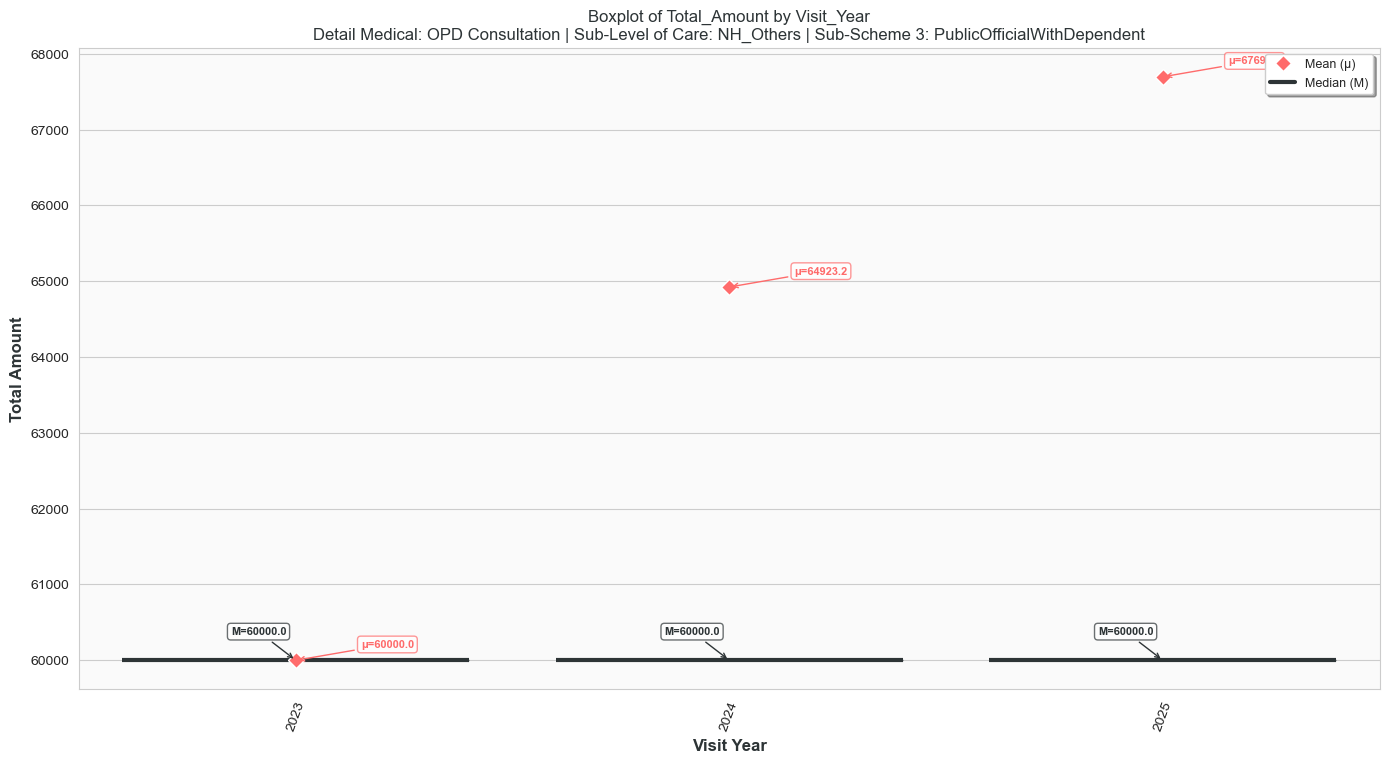 Boxplot of Total_Amount by Visit_Year
Detail Medical: OPD Consultation | Sub-Level of Care: NH_Others | Sub-Scheme 3: PublicOfficialWithDependent
68000
67000
66000
65000
64000
63000
62000
61000
60000
Total Amount
Mean (μ)
Median (M)
μ=64923.2
M=60000.0
μ=60000.0
M=60000.0
M=60000.0
2023
2024
2025
Visit Year